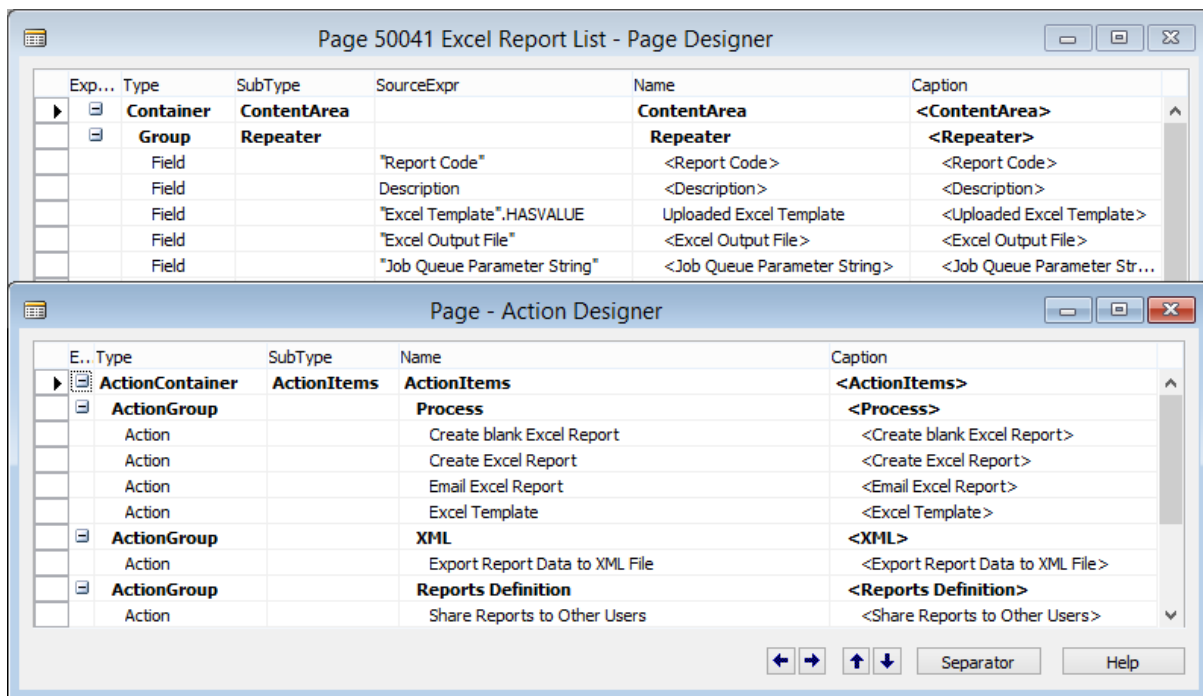 Page 50041 Excel Report List - Page Designer
Exp... Type SubType SourceExpr Name Caption
Container ContentArea ContentArea <ContentArea>
Group Repeater Repeater <Repeater>
Field "Report Code" <Report Code> <Report Code>
Field Description <Description> <Description>
Field "Excel Template".HASVALUE Uploaded Excel Template <Uploaded Excel Template>
Field "Excel Output File" <Excel Output File> <Excel Output File>
Field "Job Queue Parameter String" <Job Queue Parameter String> <Job Queue Parameter Str...
Page - Action Designer
E.. Type SubType Name Caption
ActionContainer ActionItems ActionItems <ActionItems>
ActionGroup Process <Process>
Action Create blank Excel Report <Create blank Excel Report>
Action Create Excel Report <Create Excel Report>
Action Email Excel Report <Email Excel Report>
Action Excel Template <Excel Template>
ActionGroup XML <XML>
Action Export Report Data to XML File <Export Report Data to XML File>
ActionGroup Reports Definition <Reports Definition>
Action Share Reports to Other Users <Share Reports to Other Users>
Separator Help